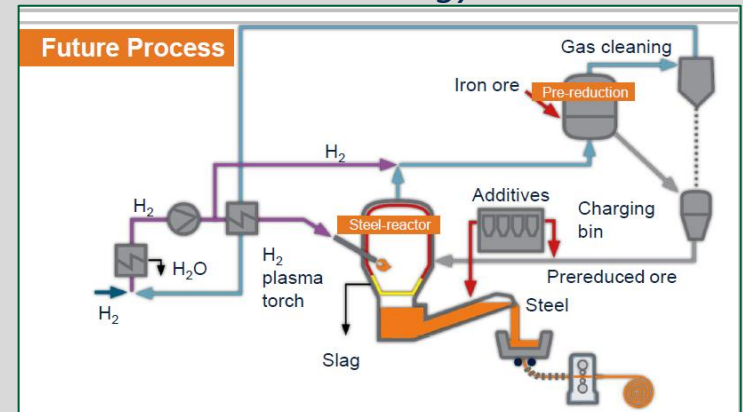 Future Process
Gas cleaning
Iron ore
Pre-reduction
H₂
Additives
Charging
bin
H₂
Steel-reactor
H₂O
H₂
plasma
torch
Prereduced ore
H₂
Steel
Slag